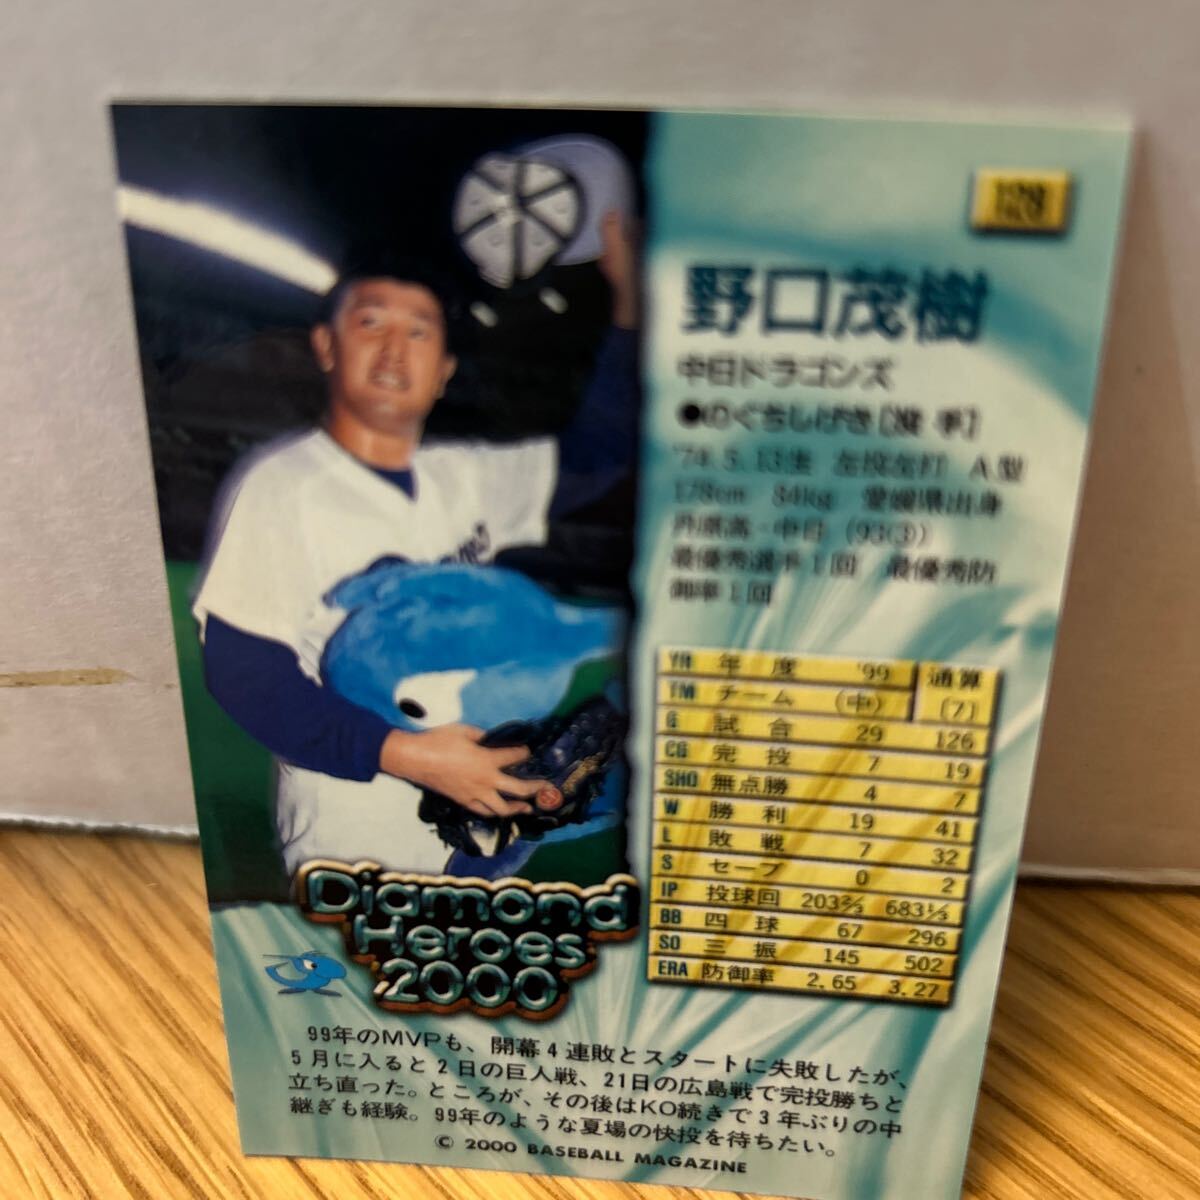 128
野口茂樹
中日ドラゴンズ
●のぐちしげき[投 手]
'74.5.13生 左投左打 A型
178cm 84kg 愛媛県出身
丹原高-中日(93③)
最優秀選手1回 最優秀防
御率1回
YR 年度 '99 通算
TM チーム (中) [7]
G 試合 29 126
CG 完投 7 19
SHO 無点勝 4 7
W 勝利 19 41
L 敗戦 7 32
S セーブ 0 2
IP 投球回 203⅔ 683⅓
BB 四球 67 296
SO 三振 145 502
ERA 防御率 2.65 3.27
Diamond
Heroes
2000
99年のMVPも、開幕4連敗とスタートに失敗したが、
5月に入ると2日の巨人戦、21日の広島戦で完投勝ちと
立ち直った。ところが、その後はKO続きで3年ぶりの中
継ぎも経験。99年のような夏場の快投を待ちたい。
© 2000 BASEBALL MAGAZINE